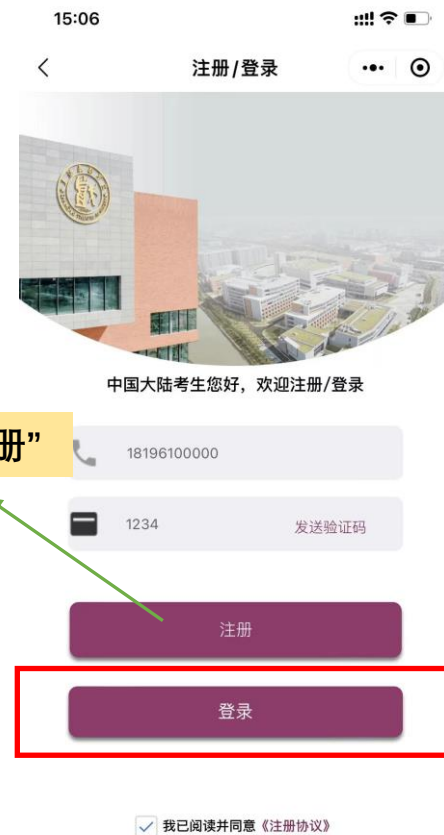 15:06
注册/登录
中国大陆考生您好，欢迎注册/登录
册”
18196100000
1234
发送验证码
注册
登录
我已阅读并同意《注册协议》